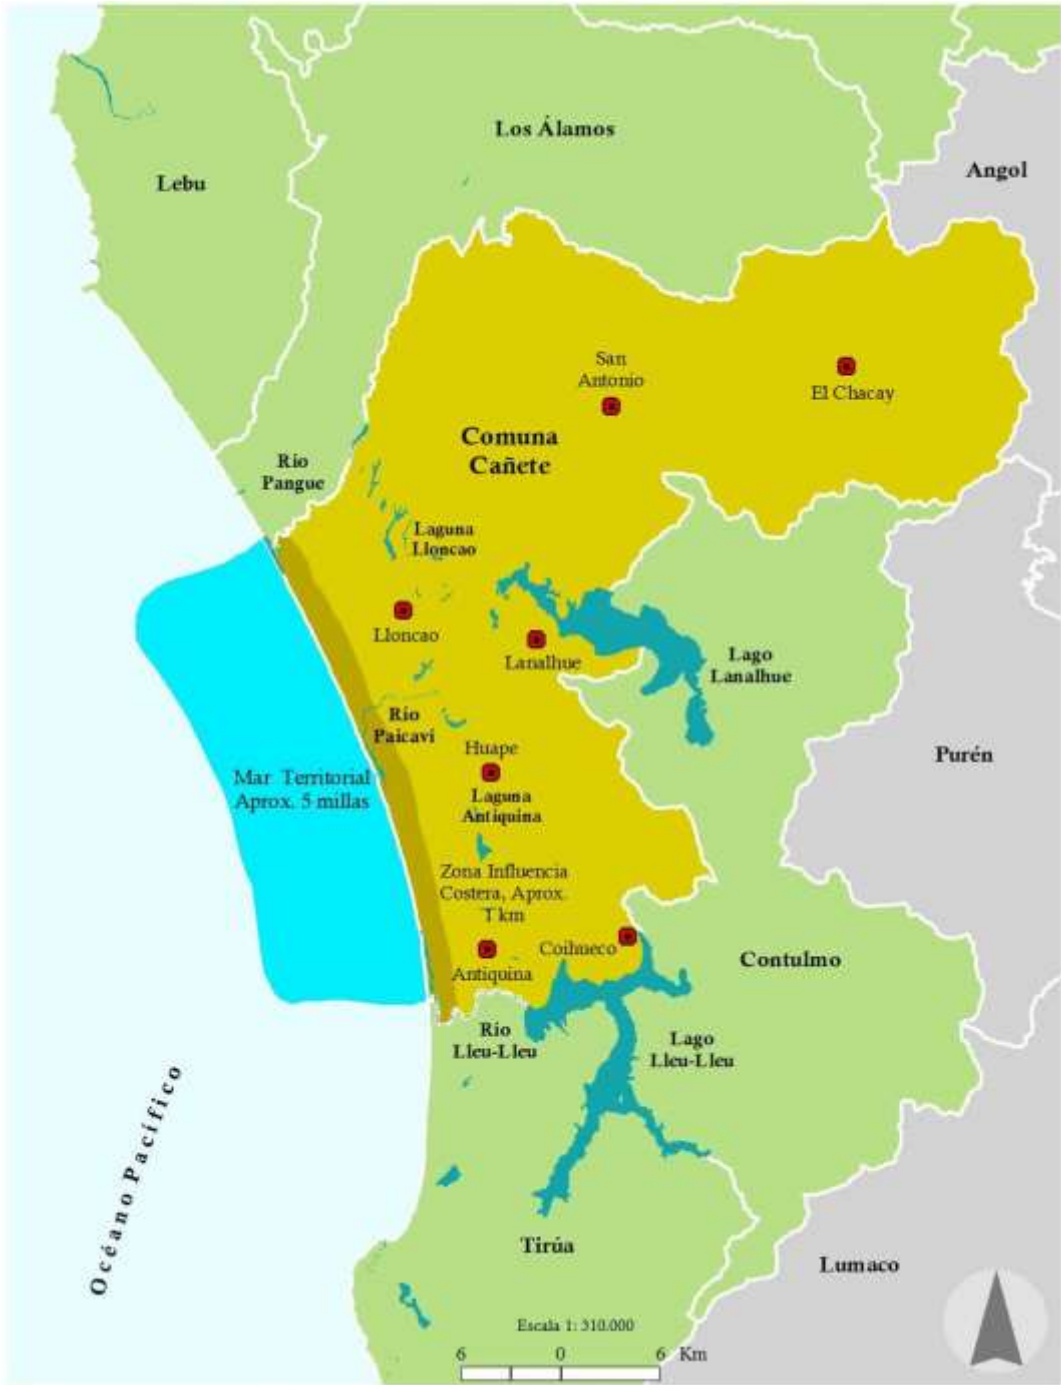 Los Álamos
Angol
Lebu
San
Antonio
El Chacay
Comuna
Cañete
Río
Pangue
Laguna
Lloncao
Lloncao
Lanalhue
Lago
Lanalhue
Río
Paicavi
Huape
Purén
Mar Territorial
Aprox. 5 millas
Laguna
Antiquina
Zona Influencia
Costera, Aprox.
1 km
Coihueco
Antiquina
Contulmo
Río
Lleu-Lleu
Lago
Lleu-Lleu
Océano Pacífico
Tirúa
Lumaco
Escala 1: 310.000
6 0 6 Km